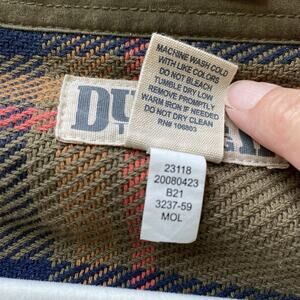 MACHINE WASH COLD
WITH LIKE COLORS
DO NOT BLEACH
TUMBLE DRY LOW
REMOVE PROMPTLY
WARM IRON IF NEEDED
DO NOT DRY CLEAN
RN# 106803
23118
20080423
B21
3237-59
MOL